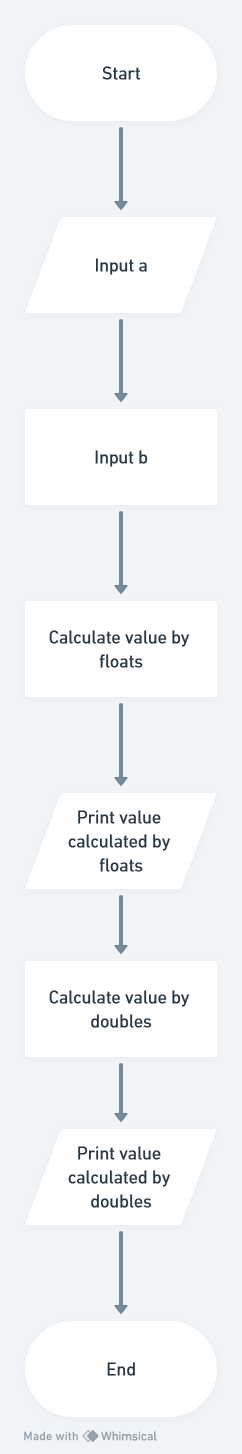 Start
Input a
Input b
Calculate value by
floats
Print value
calculated by
floats
Calculate value by
doubles
Print value
calculated by
doubles
End
Made with Whimsical